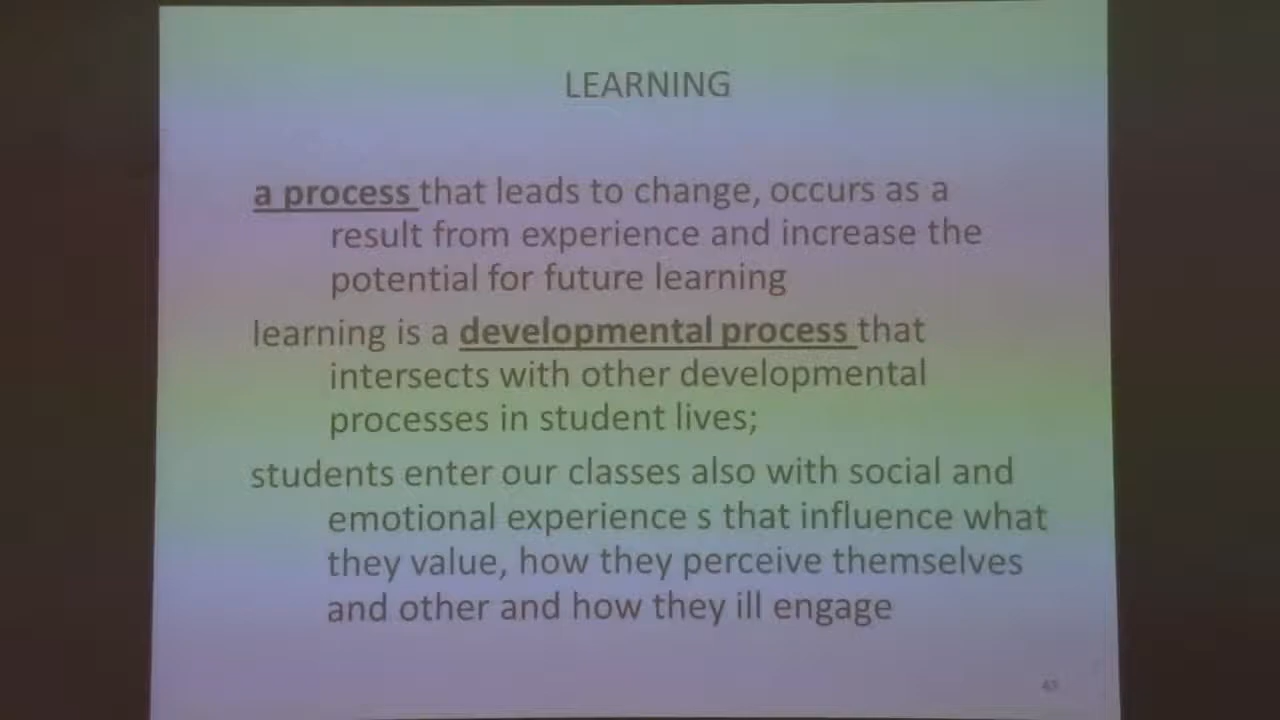 LEARNING
a process that leads to change, occurs as a
result from experience and increase the
potential for future learning
learning is a developmental process that
intersects with other developmental
processes in student lives;
students enter our classes also with social and
emotional experience s that influence what
they value, how they perceive themselves
and other and how they ill engage